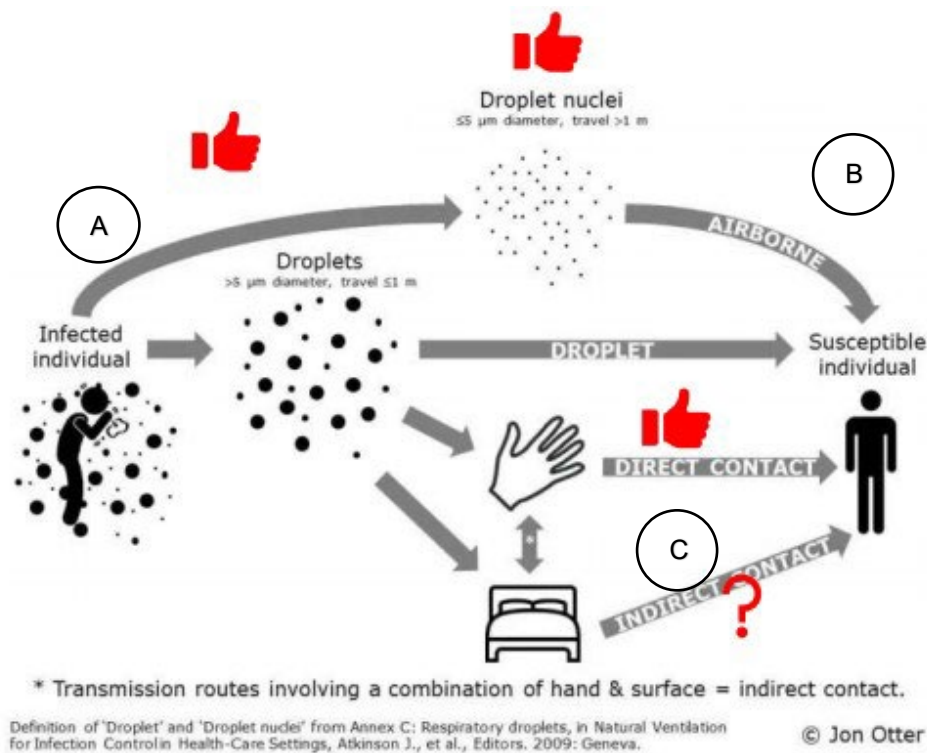 Droplet nuclei
≤5 µm diameter, travel >1 m
B
A
AIRBORNE
Droplets
>5 µm diameter, travel ≤1 m
Infected
individual
DROPLET
Susceptible
individual
DIRECT CONTACT
*
C
INDIRECT CONTACT
?
* Transmission routes involving a combination of hand & surface = indirect contact.
Definition of 'Droplet' and 'Droplet nuclei' from Annex C: Respiratory droplets, in Natural Ventilation
for Infection Controlin Health-Care Settings, Atkinson J., et al., Editors. 2009: Geneva.
© Jon Otter